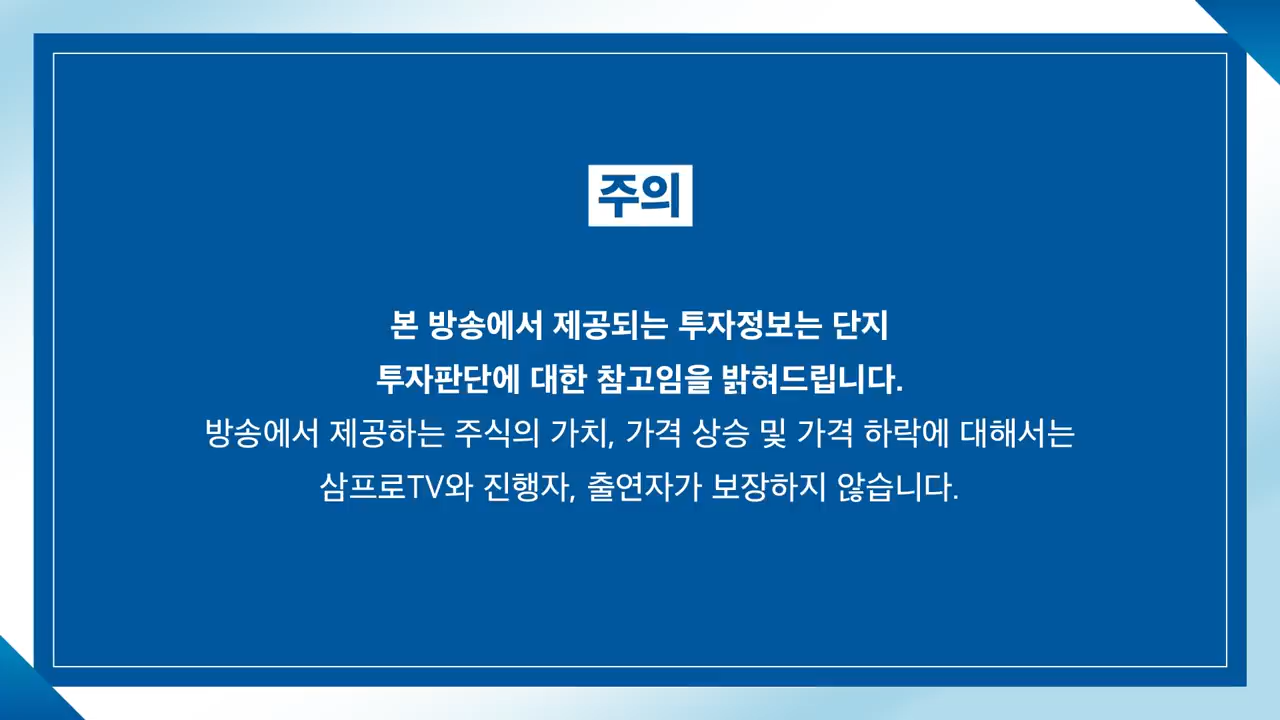 주의
본 방송에서 제공되는 투자정보는 단지
투자판단에 대한 참고임을 밝혀드립니다.
방송에서 제공하는 주식의 가치, 가격 상승 및 가격 하락에 대해서는
삼프로TV와 진행자, 출연자가 보장하지 않습니다.